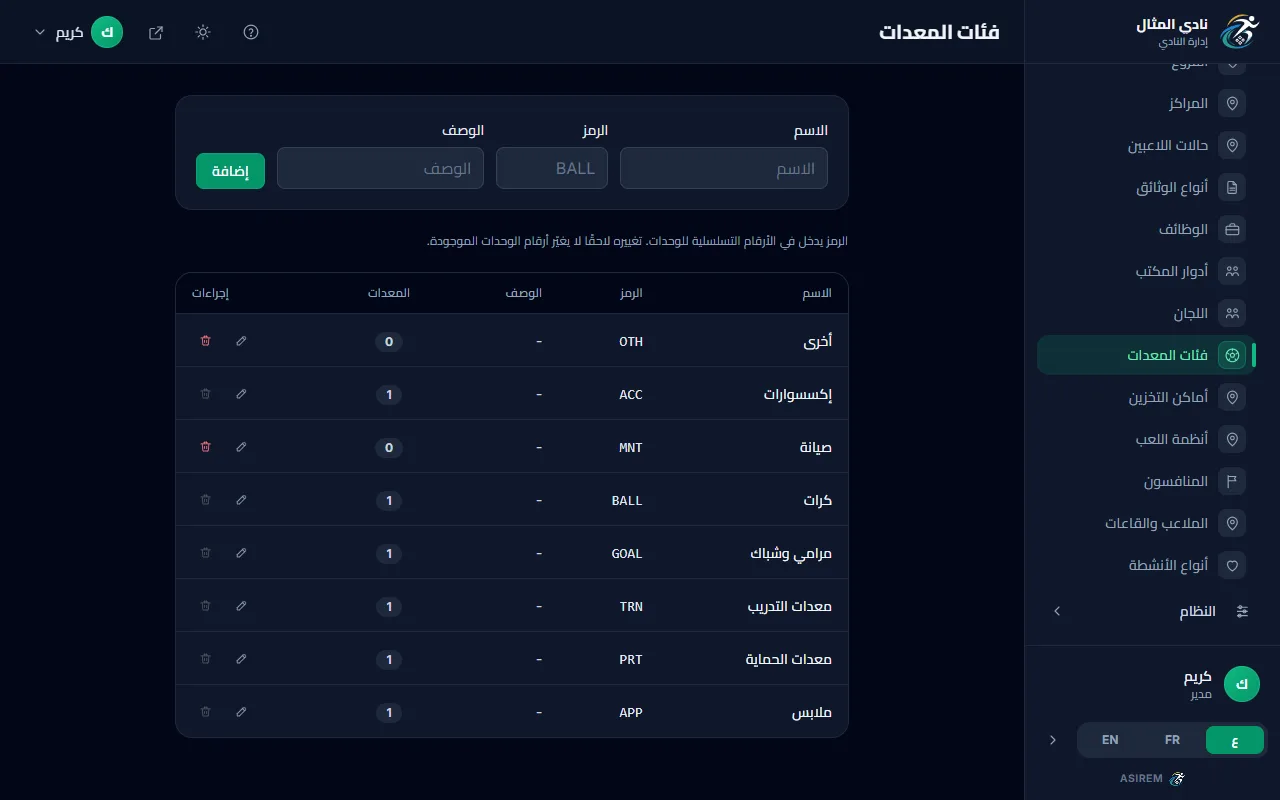 نادي المثال
إدارة النادي
فئات المعدات
ك
كريم
الفروع
المراكز
حالات اللاعبين
أنواع الوثائق
الوظائف
أدوار المكتب
اللجان
فئات المعدات
أماكن التخزين
أنظمة اللعب
المنافسون
الملاعب والقاعات
أنواع الأنشطة
النظام
ك
كريم
مدير
ع FR EN
ASIREM
الاسم الرمز الوصف
الاسم BALL الوصف إضافة
الرمز يدخل في الأرقام التسلسلية للوحدات. تغييره لاحقًا لا يغيّر أرقام الوحدات الموجودة.
الاسم الرمز الوصف المعدات إجراءات
أخرى OTH – 0
إكسسوارات ACC – 1
صيانة MNT – 0
كرات BALL – 1
مرامي وشباك GOAL – 1
معدات التدريب TRN – 1
معدات الحماية PRT – 1
ملابس APP – 1